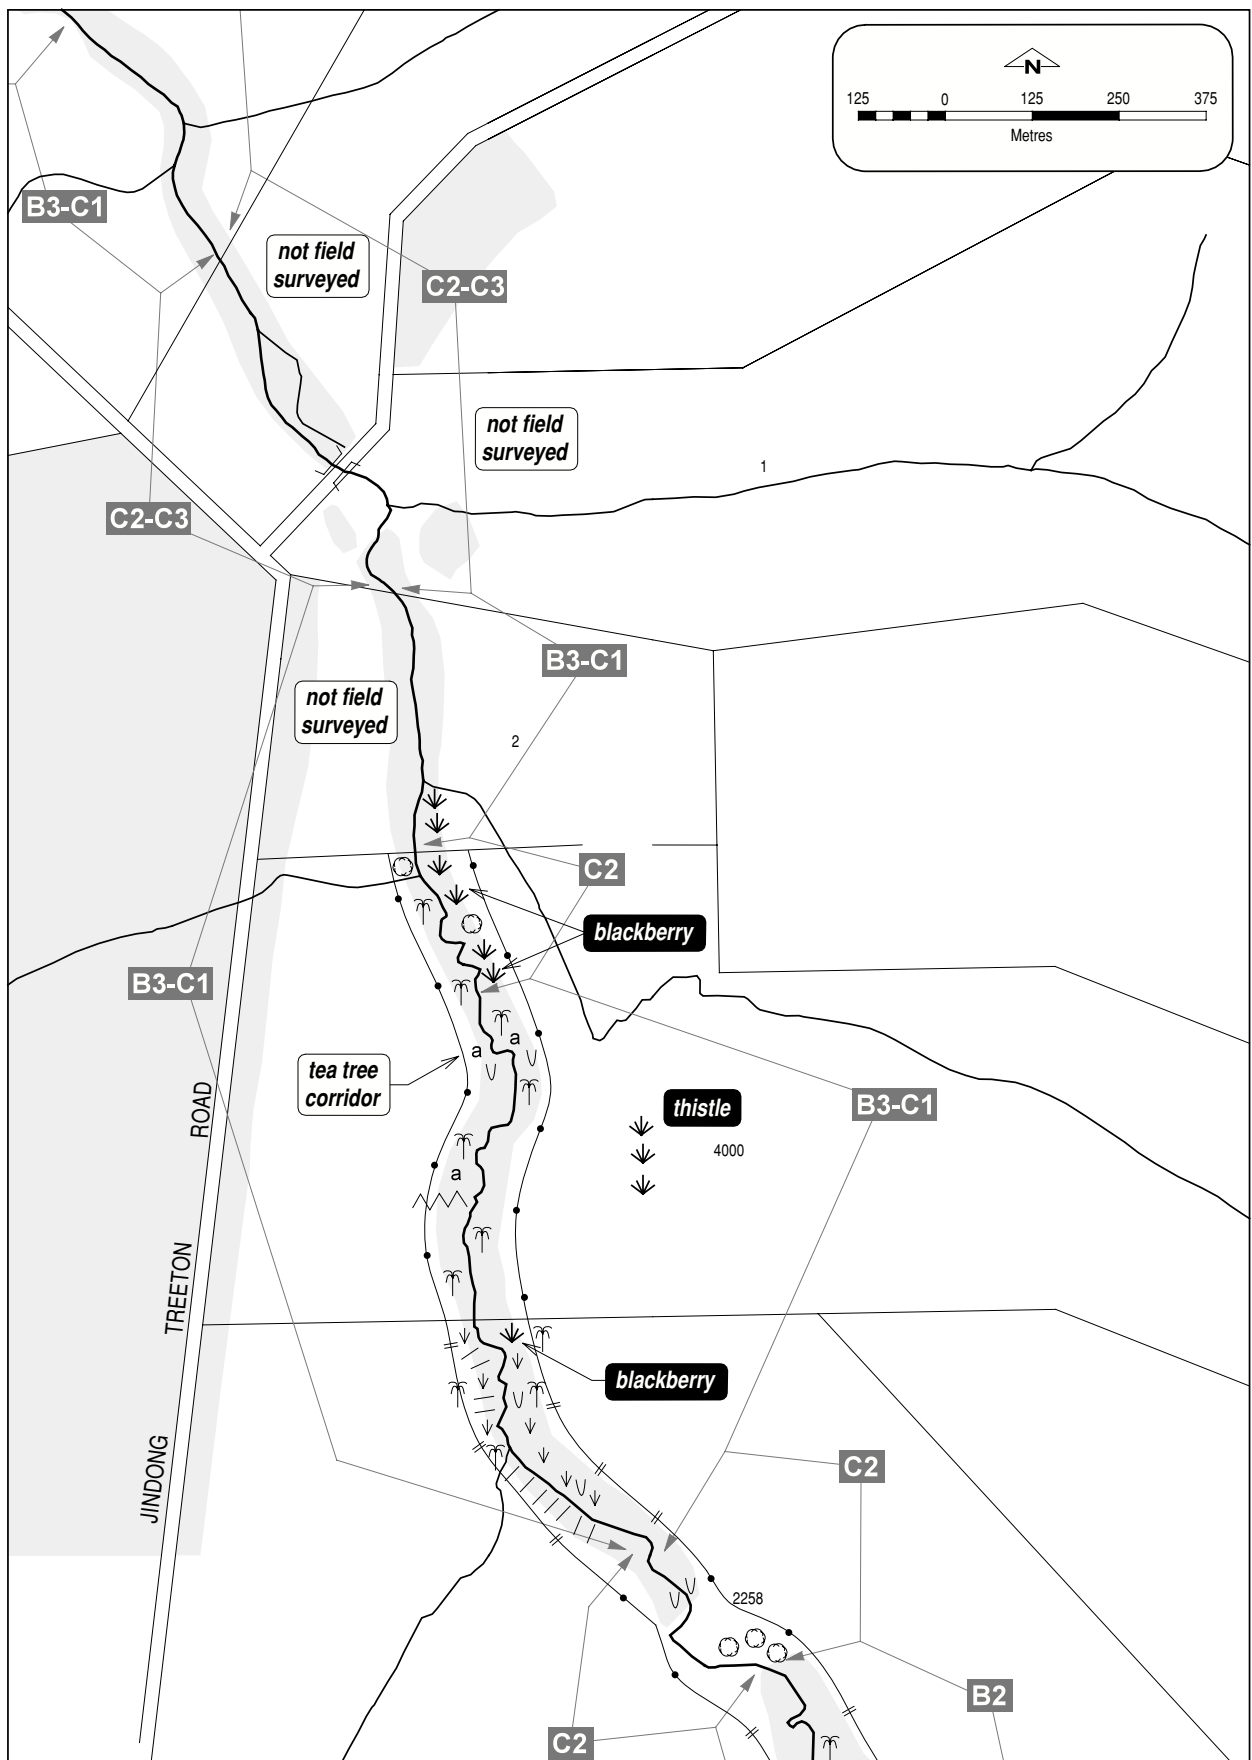 N
125 0 125 250 375
Metres
B3-C1
not field
surveyed
C2-C3
not field
surveyed
1
C2-C3
B3-C1
not field
surveyed
2
C2
blackberry
B3-C1
a
a
tea tree
corridor
thistle
B3-C1
4000
a
JINDONG TREETON ROAD
blackberry
C2
2258
B2
C2